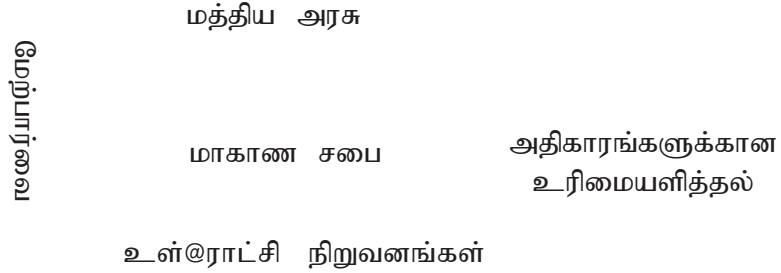 மத்திய அரசு
மேற்பார்வை
மாகாண சபை
அதிகாரங்களுக்கான
உரிமையளித்தல்
உள்@ராட்சி நிறுவனங்கள்